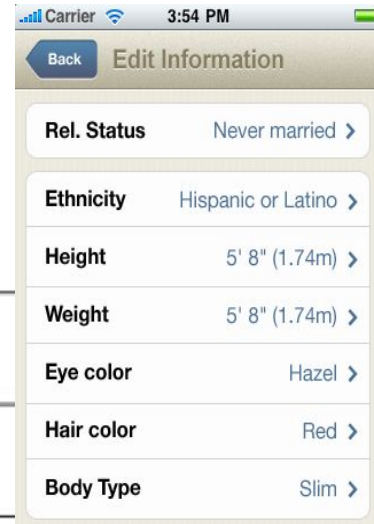 Carrier 3:54 PM
Back Edit Information
Rel. Status Never married
Ethnicity Hispanic or Latino
Height 5' 8" (1.74m)
Weight 5' 8" (1.74m)
Eye color Hazel
Hair color Red
Body Type Slim